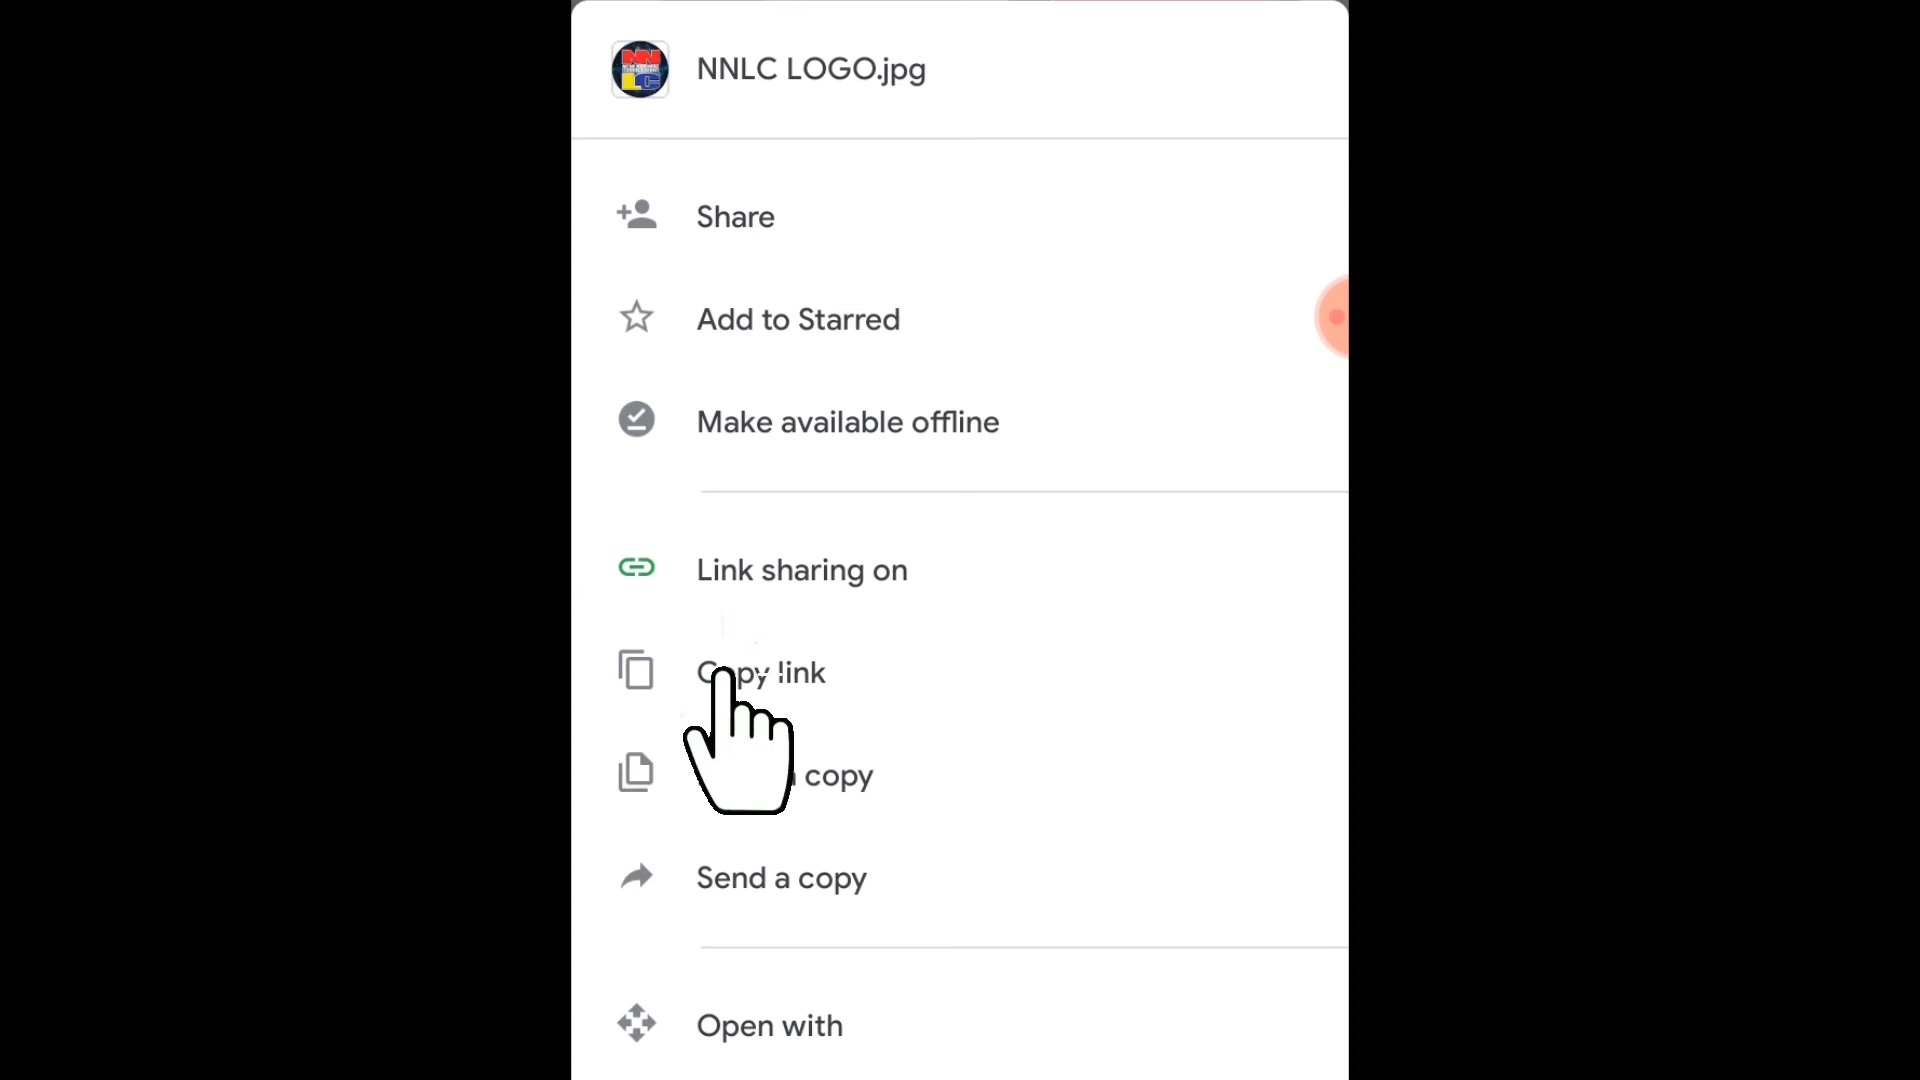 NNLC LOGO.jpg
Share
Add to Starred
Make available offline
Link sharing on
Copy link
copy
Send a copy
Open with